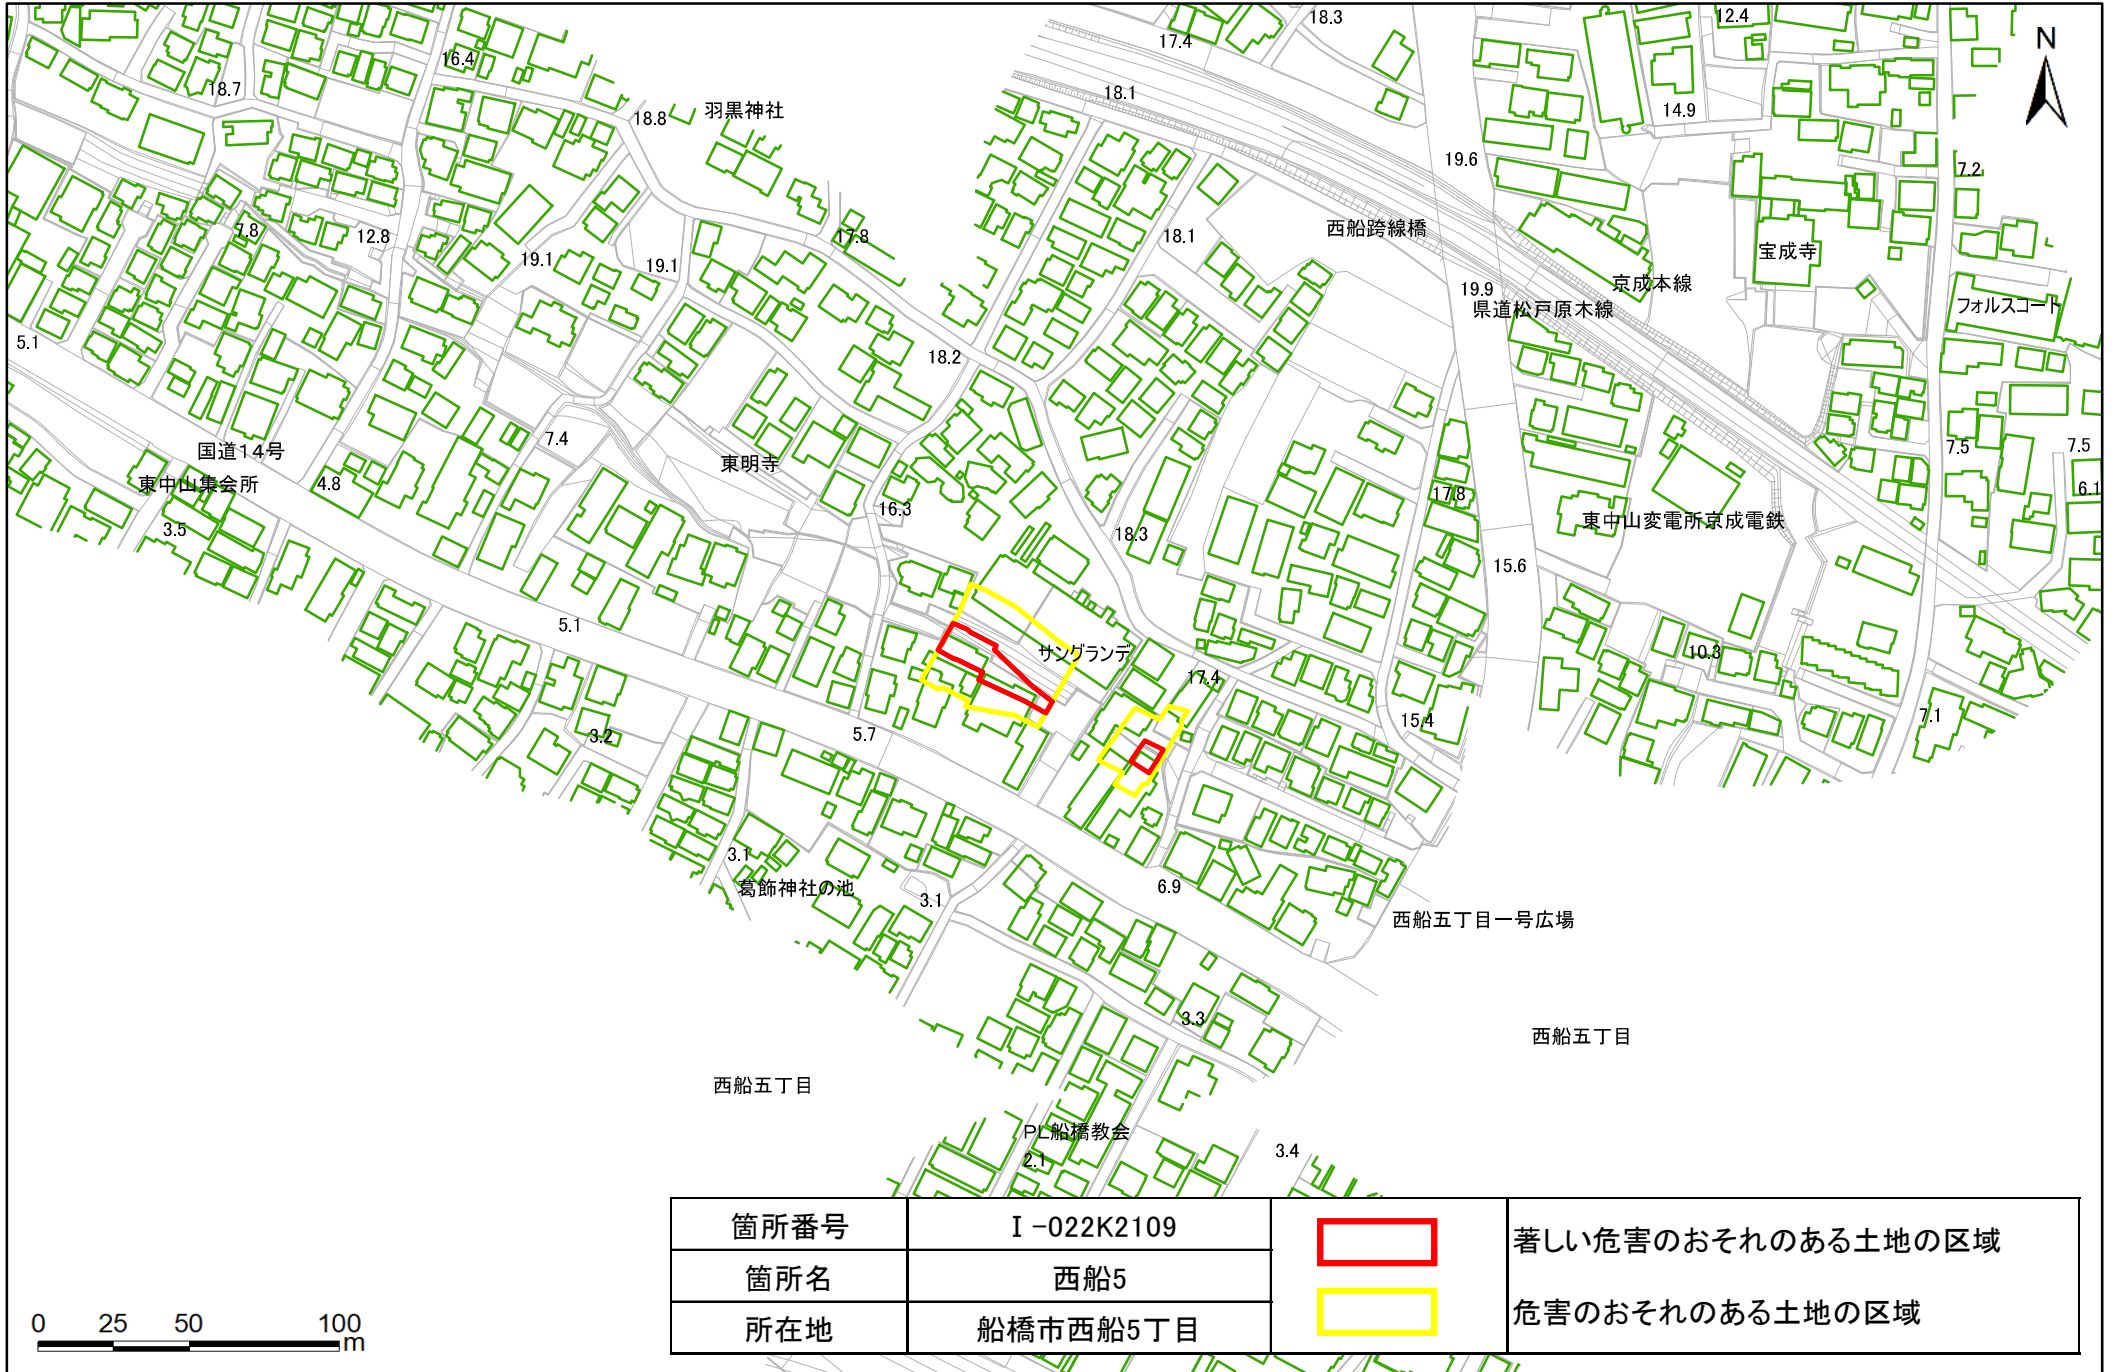 18.3
12.4
17.4
N
16.4
18.7
18.1
14.9
羽黒神社
18.8
19.6
7.2
西船跨線橋
7.8
12.8
17.8
18.1
宝成寺
19.1
19.1
京成本線
19.9
県道松戸原木線
フォルスコート
5.1
18.2
国道14号
7.4
東明寺
7.5
7.5
東中山集会所
4.8
17.8
6.1
3.5
16.3
18.3
東中山変電所京成電鉄
15.6
5.1
サングランデ
10.3
17.4
15.4
7.1
3.2
5.7
3.1
葛飾神社の池
3.1
6.9
西船五丁目一号広場
3.3
西船五丁目
西船五丁目
PL船橋教会
2.1
3.4
箇所番号 Ⅰ-022K2109
箇所名 西船5
所在地 船橋市西船5丁目
著しい危害のおそれのある土地の区域
危害のおそれのある土地の区域
0 25 50 100
m